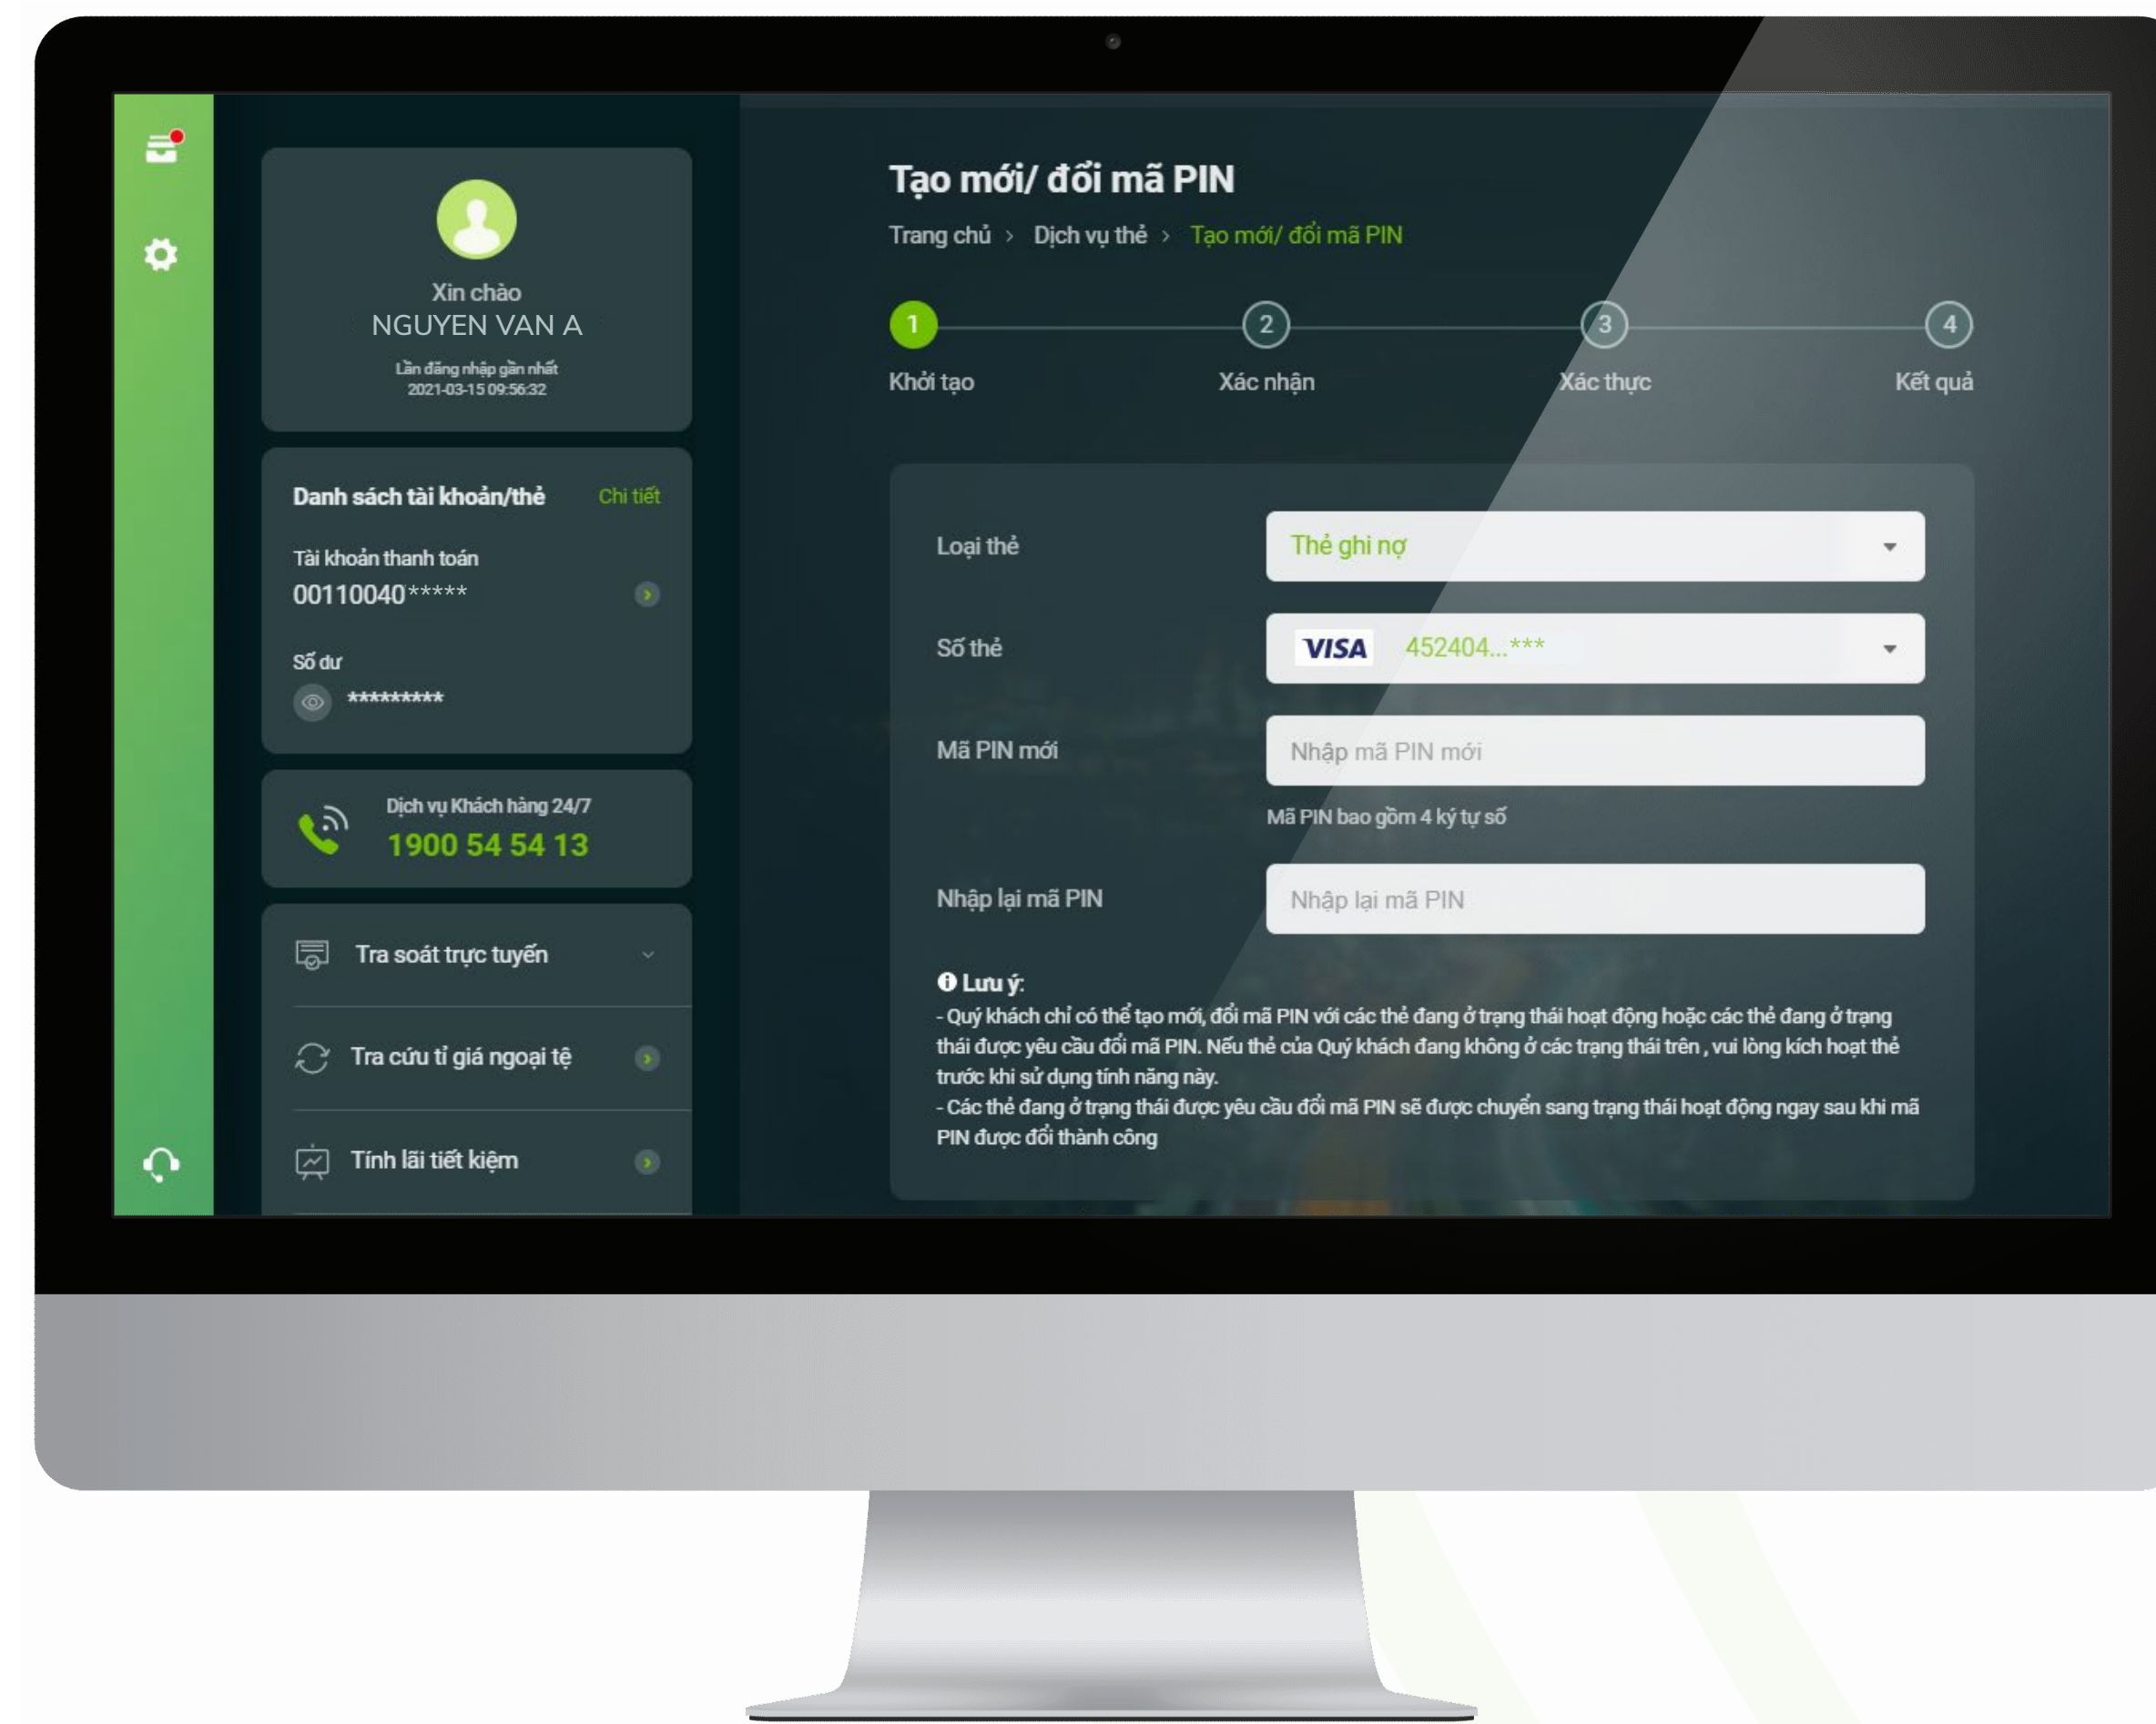 Xin chào
NGUYEN VAN A
Lần đăng nhập gần nhất
2021-03-15 09:56:32
Danh sách tài khoản/thẻ Chi tiết
Tài khoản thanh toán
00110040*****
Số dư
*********
Dịch vụ Khách hàng 24/7
1900 54 54 13
Tra soát trực tuyến
Tra cứu tỉ giá ngoại tệ
Tính lãi tiết kiệm
Tạo mới/ đổi mã PIN
Trang chủ > Dịch vụ thẻ > Tạo mới/ đổi mã PIN
1 2 3 4
Khởi tạo Xác nhận Xác thực Kết quả
Loại thẻ Thẻ ghi nợ
Số thẻ VISA 452404...***
Mã PIN mới Nhập mã PIN mới
Mã PIN bao gồm 4 ký tự số
Nhập lại mã PIN Nhập lại mã PIN
Lưu ý:
- Quý khách chỉ có thể tạo mới, đổi mã PIN với các thẻ đang ở trạng thái hoạt động hoặc các thẻ đang ở trạng
thái được yêu cầu đổi mã PIN. Nếu thẻ của Quý khách đang không ở các trạng thái trên , vui lòng kích hoạt thẻ
trước khi sử dụng tính năng này.
- Các thẻ đang ở trạng thái được yêu cầu đổi mã PIN sẽ được chuyển sang trạng thái hoạt động ngay sau khi mã
PIN được đổi thành công